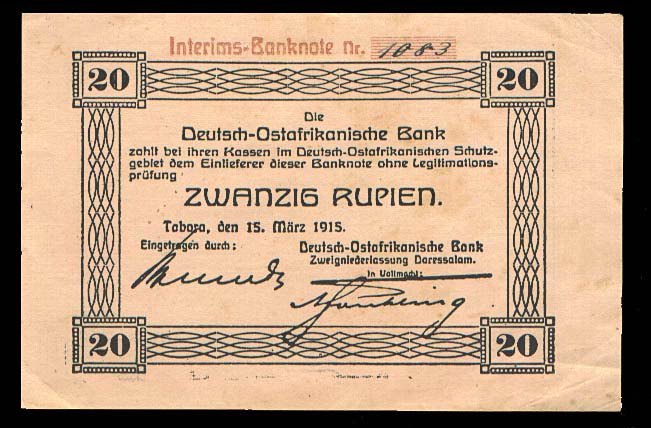 Interims-Banknote nr. 1083
20 20
Die
Deutsch-Ostafrikanische Bank
zahlt bei ihren Kassen im Deutsch-Ostafrikanischen Schutz-
gebiet dem Einlieferer dieser Banknote ohne Legitimations-
prüfung
ZWANZIG RUPIEN.
Tabora, den 15. März 1915.
Eingetragen durch: Deutsch-Ostafrikanische Bank
Zweigniederlassung Daressalam.
In Vollmacht:
20 20